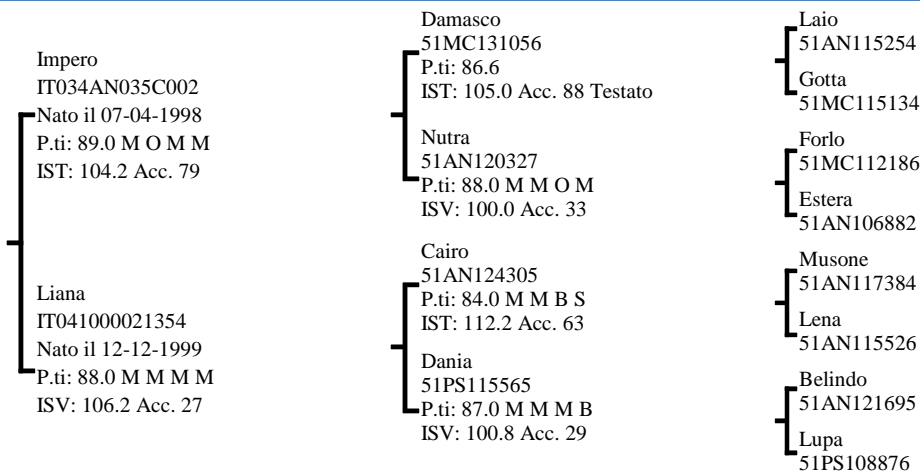 Impero
IT034AN035C002
Nato il 07-04-1998
P.ti: 89.0 M O M M
IST: 104.2 Acc. 79
Liana
IT041000021354
Nato il 12-12-1999
P.ti: 88.0 M M M M
ISV: 106.2 Acc. 27
Damasco
51MC131056
P.ti: 86.6
IST: 105.0 Acc. 88 Testato
Nutra
51AN120327
P.ti: 88.0 M M O M
ISV: 100.0 Acc. 33
Cairo
51AN124305
P.ti: 84.0 M M B S
IST: 112.2 Acc. 63
Dania
51PS115565
P.ti: 87.0 M M M B
ISV: 100.8 Acc. 29
Laio
51AN115254
Gotta
51MC115134
Forlo
51MC112186
Estera
51AN106882
Musone
51AN117384
Lena
51AN115526
Belindo
51AN121695
Lupa
51PS108876